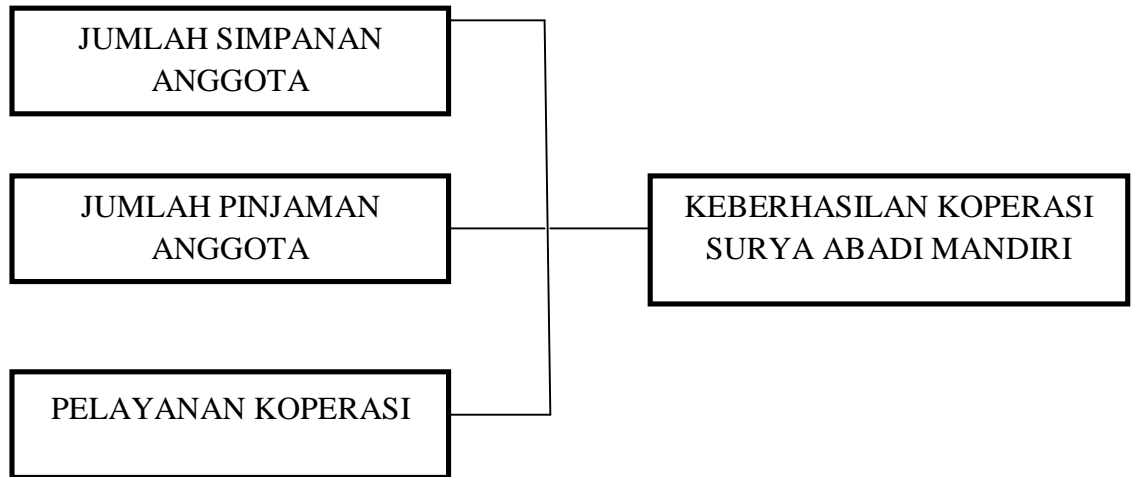 JUMLAH SIMPANAN
ANGGOTA
JUMLAH PINJAMAN
ANGGOTA
KEBERHASILAN KOPERASI
SURYA ABADI MANDIRI
PELAYANAN KOPERASI